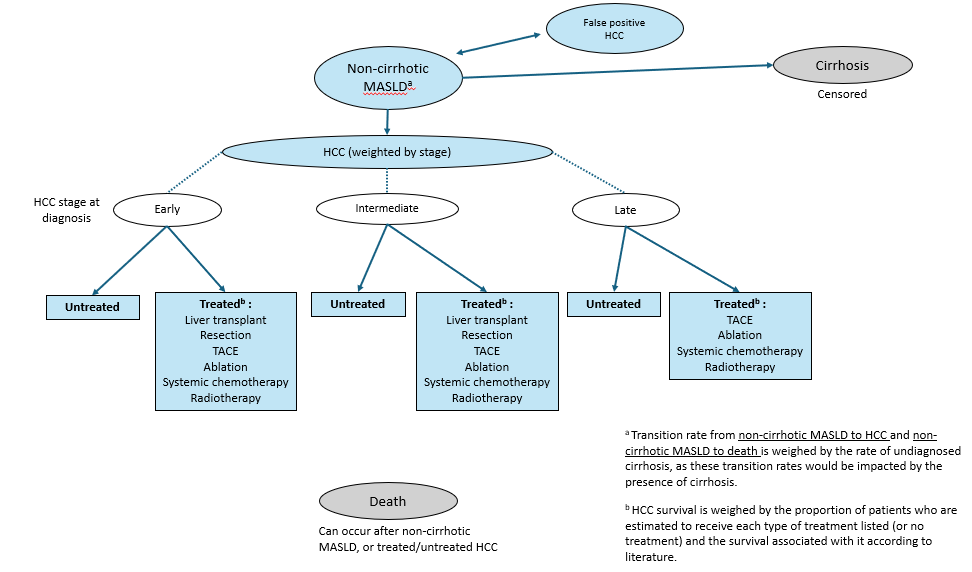 False positive
HCC
Non-cirrhotic
MASLDᵃ
Cirrhosis
Censored
HCC (weighted by stage)
HCC stage at
diagnosis
Early
Intermediate
Late
Untreated
Treatedᵇ :
Liver transplant
Resection
TACE
Ablation
Systemic chemotherapy
Radiotherapy
Untreated
Treatedᵇ :
Liver transplant
Resection
TACE
Ablation
Systemic chemotherapy
Radiotherapy
Untreated
Treatedᵇ :
TACE
Ablation
Systemic chemotherapy
Radiotherapy
ᵃ Transition rate from non-cirrhotic MASLD to HCC and non-
cirrhotic MASLD to death is weighed by the rate of undiagnosed
cirrhosis, as these transition rates would be impacted by the
presence of cirrhosis.
ᵇ HCC survival is weighed by the proportion of patients who are
estimated to receive each type of treatment listed (or no
treatment) and the survival associated with it according to
literature.
Death
Can occur after non-cirrhotic
MASLD, or treated/untreated HCC